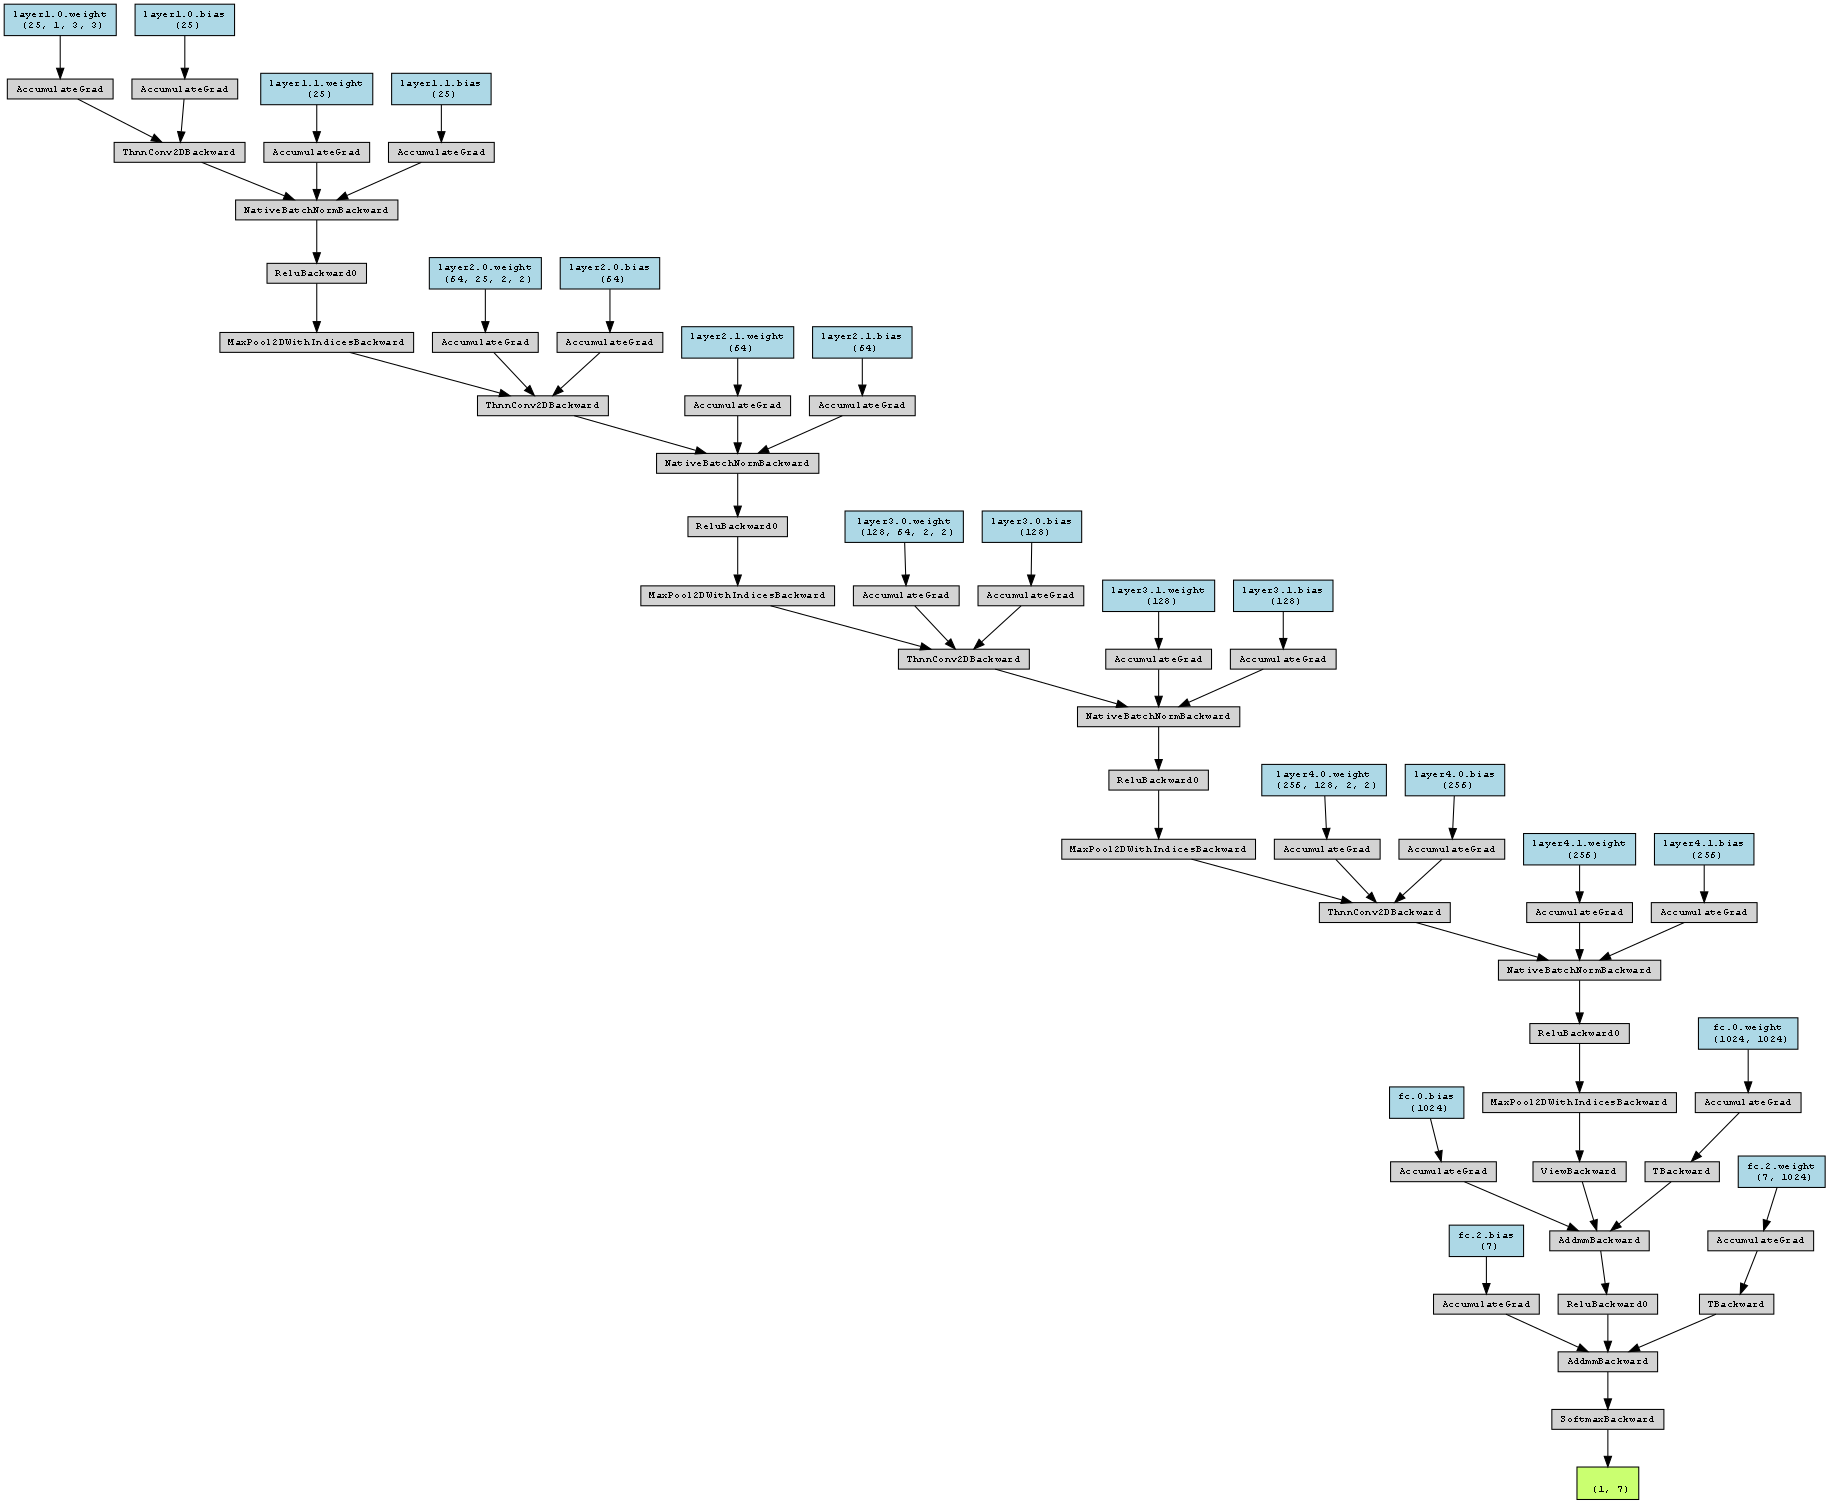 layer1.0.weight
(25, 1, 3, 3)
layer1.0.bias
(25)
AccumulateGrad
AccumulateGrad
layer1.1.weight
(25)
layer1.1.bias
(25)
ThnnConv2DBackward
AccumulateGrad
AccumulateGrad
NativeBatchNormBackward
ReluBackward0
layer2.0.weight
(64, 25, 2, 2)
layer2.0.bias
(64)
MaxPool2DWithIndicesBackward
AccumulateGrad
AccumulateGrad
layer2.1.weight
(64)
layer2.1.bias
(64)
ThnnConv2DBackward
AccumulateGrad
AccumulateGrad
NativeBatchNormBackward
ReluBackward0
layer3.0.weight
(128, 64, 2, 2)
layer3.0.bias
(128)
MaxPool2DWithIndicesBackward
AccumulateGrad
AccumulateGrad
layer3.1.weight
(128)
layer3.1.bias
(128)
ThnnConv2DBackward
AccumulateGrad
AccumulateGrad
NativeBatchNormBackward
ReluBackward0
layer4.0.weight
(256, 128, 2, 2)
layer4.0.bias
(256)
MaxPool2DWithIndicesBackward
AccumulateGrad
AccumulateGrad
layer4.1.weight
(256)
layer4.1.bias
(256)
ThnnConv2DBackward
AccumulateGrad
AccumulateGrad
NativeBatchNormBackward
ReluBackward0
fc.0.weight
(1024, 1024)
fc.0.bias
(1024)
MaxPool2DWithIndicesBackward
AccumulateGrad
AccumulateGrad
ViewBackward
TBackward
fc.2.weight
(7, 1024)
fc.2.bias
(7)
AddmmBackward
AccumulateGrad
AccumulateGrad
ReluBackward0
TBackward
AddmmBackward
SoftmaxBackward
(1, 7)